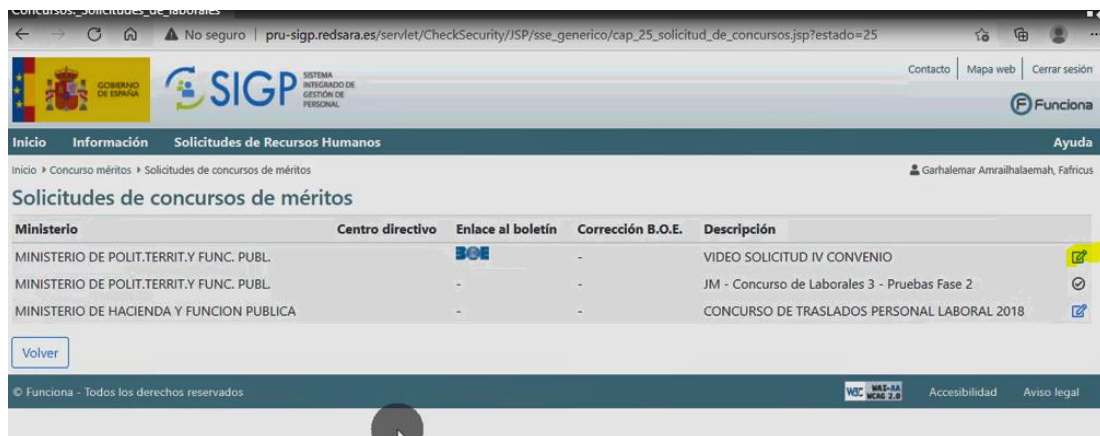 Concursos:_Solicitudes_de_laborales
No seguro | pru-sigp.redsara.es/servlet/CheckSecurity/JSP/sse_generico/cap_25_solicitud_de_concursos.jsp?estado=25
Contacto | Mapa web | Cerrar sesión
GOBIERNO DE ESPAÑA
SIGP
SISTEMA
INTEGRADO DE
GESTIÓN DE
PERSONAL
Funciona
Inicio Información Solicitudes de Recursos Humanos Ayuda
Inicio Concurso méritos Solicitudes de concursos de méritos Garhalemar Amrailhalaemah, Fafricus
Solicitudes de concursos de méritos
Ministerio Centro directivo Enlace al boletín Corrección B.O.E. Descripción
MINISTERIO DE POLIT.TERRIT.Y FUNC. PUBL. BOE - VIDEO SOLICITUD IV CONVENIO
MINISTERIO DE POLIT.TERRIT.Y FUNC. PUBL. - - JM - Concurso de Laborales 3 - Pruebas Fase 2
MINISTERIO DE HACIENDA Y FUNCION PUBLICA - - CONCURSO DE TRASLADOS PERSONAL LABORAL 2018
Volver
© Funciona - Todos los derechos reservados W3C WAI-AA WCAG 2.0 Accesibilidad Aviso legal